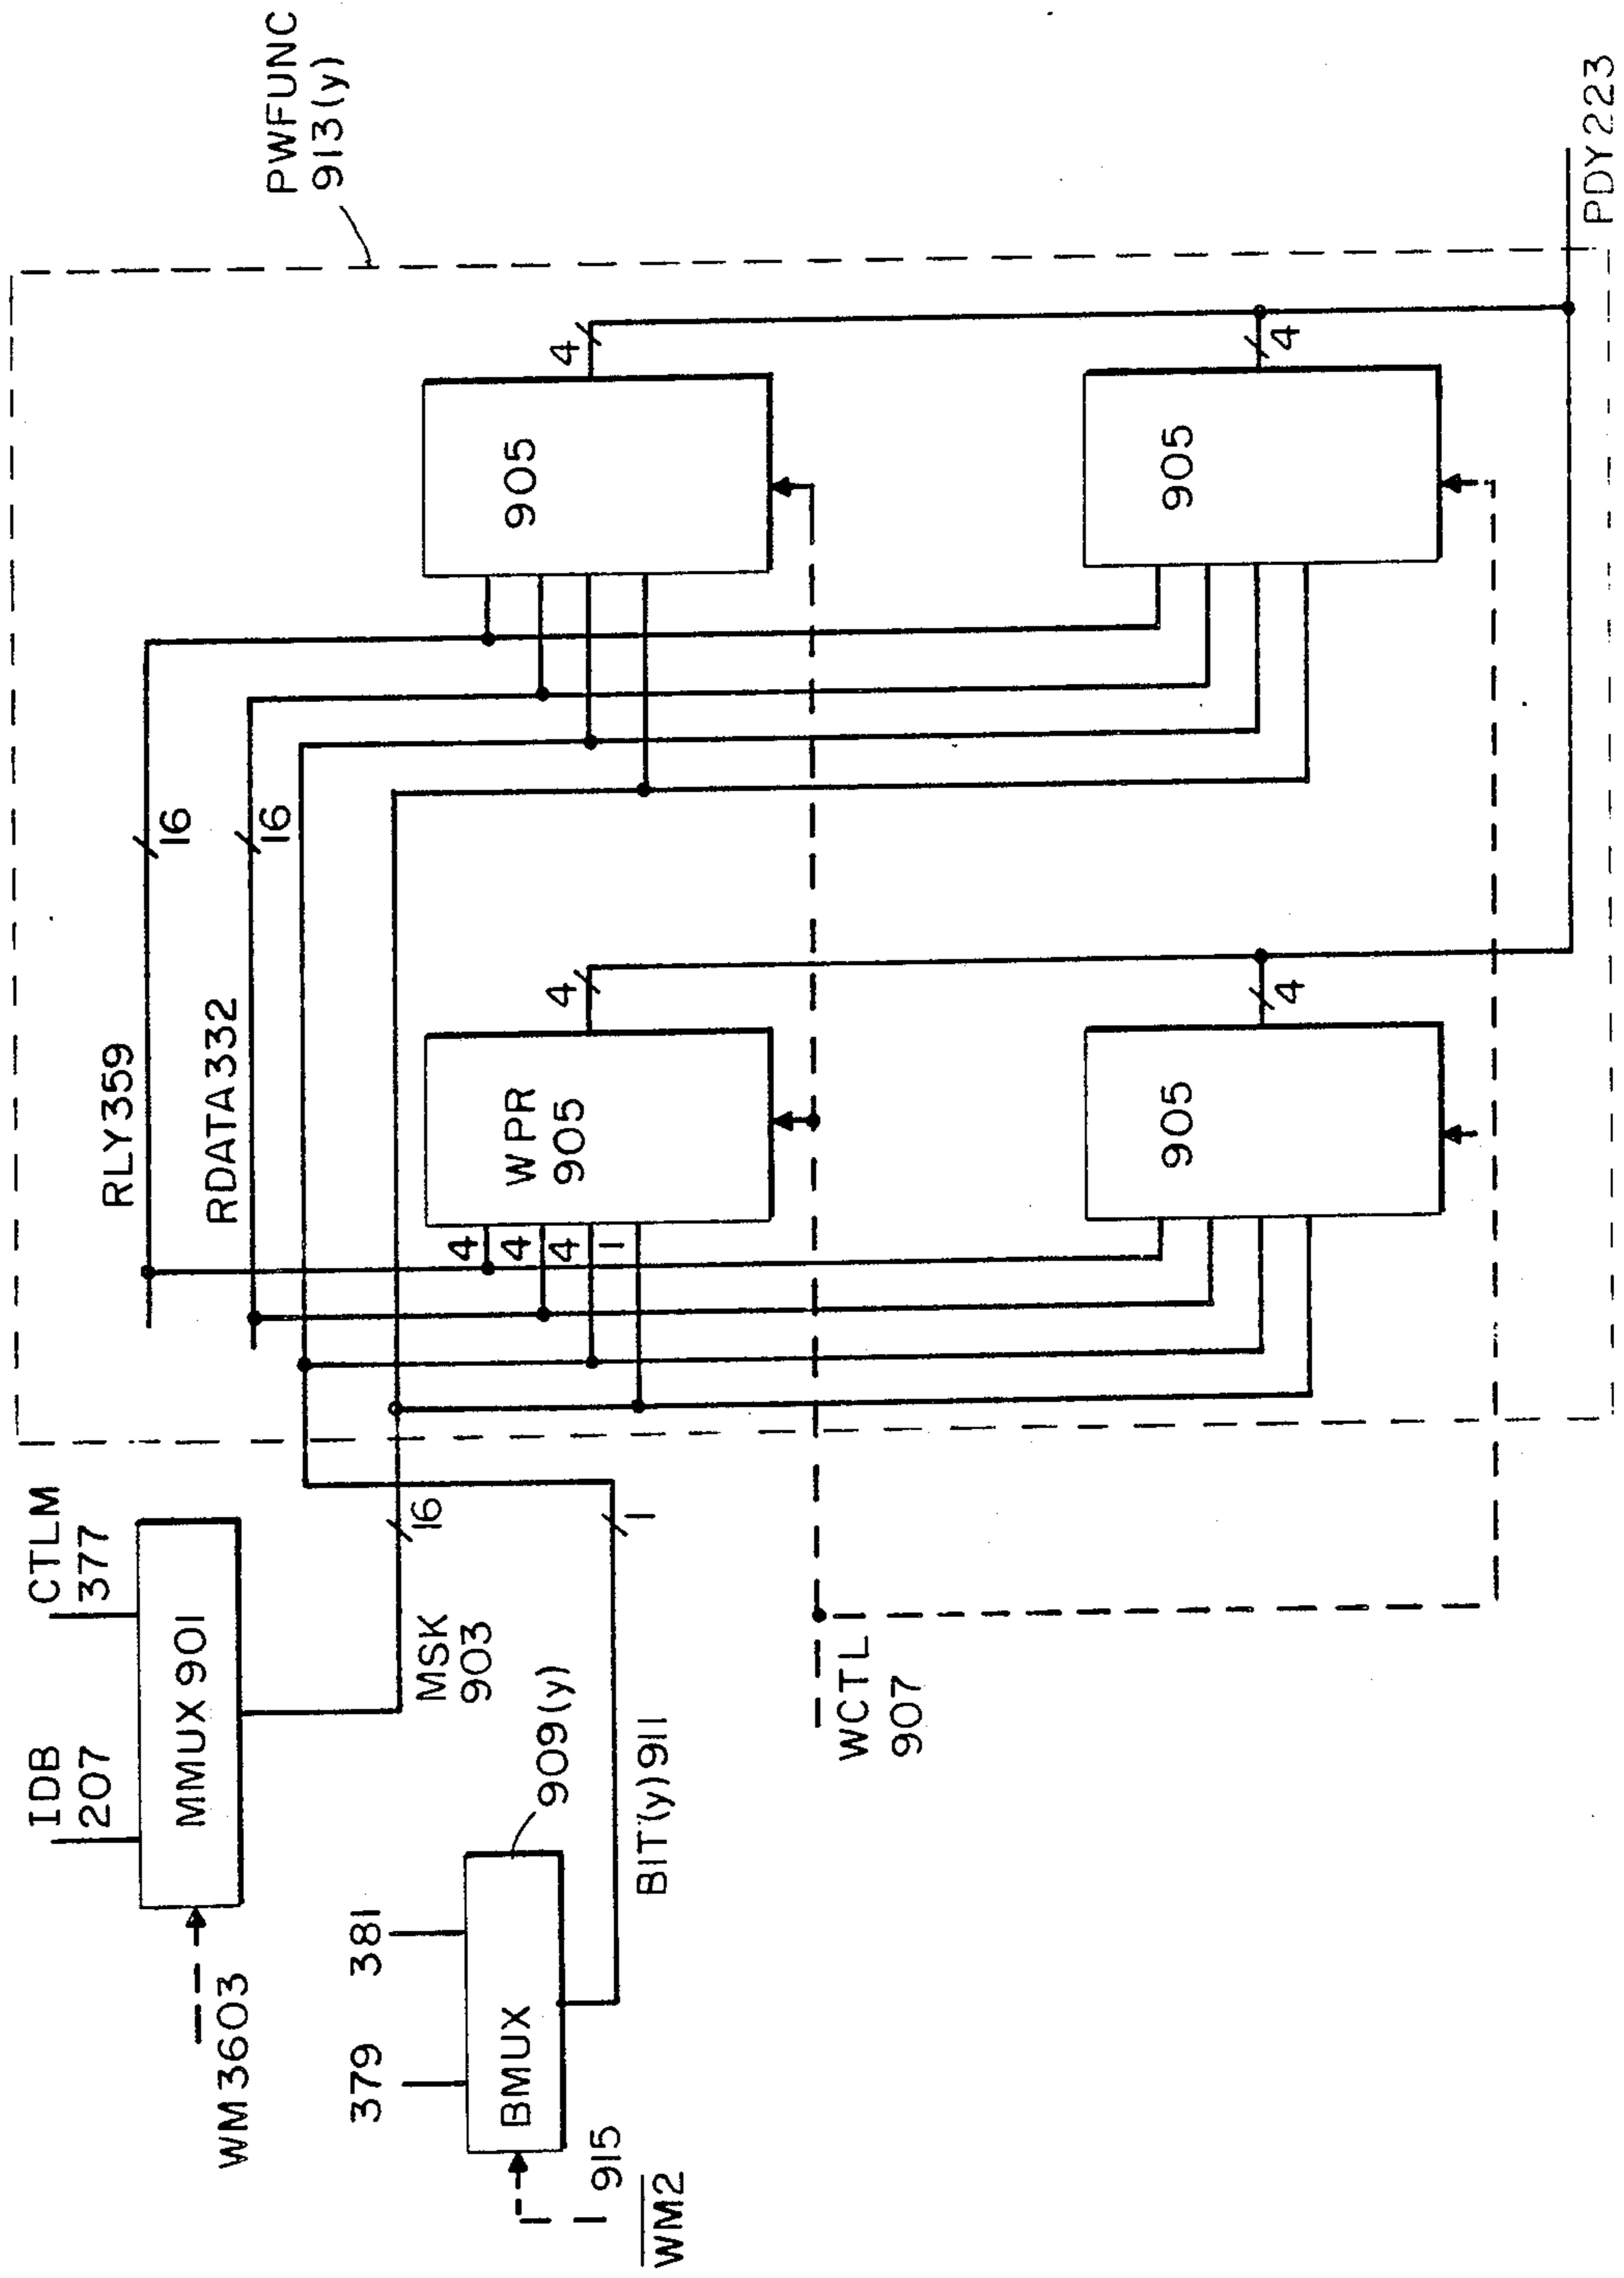 IDB
207
CTLM
377
MMUX 901
WM3603
379
381
BMUX
909(y)
915
WM2
MSK
903
16
BIT(y)911
1
WCTL
907
PWFUNC
913(y)
RLY359
16
RDATA332
16
4
4
4
1
WPR
905
4
905
4
905
4
905
4
PDY223